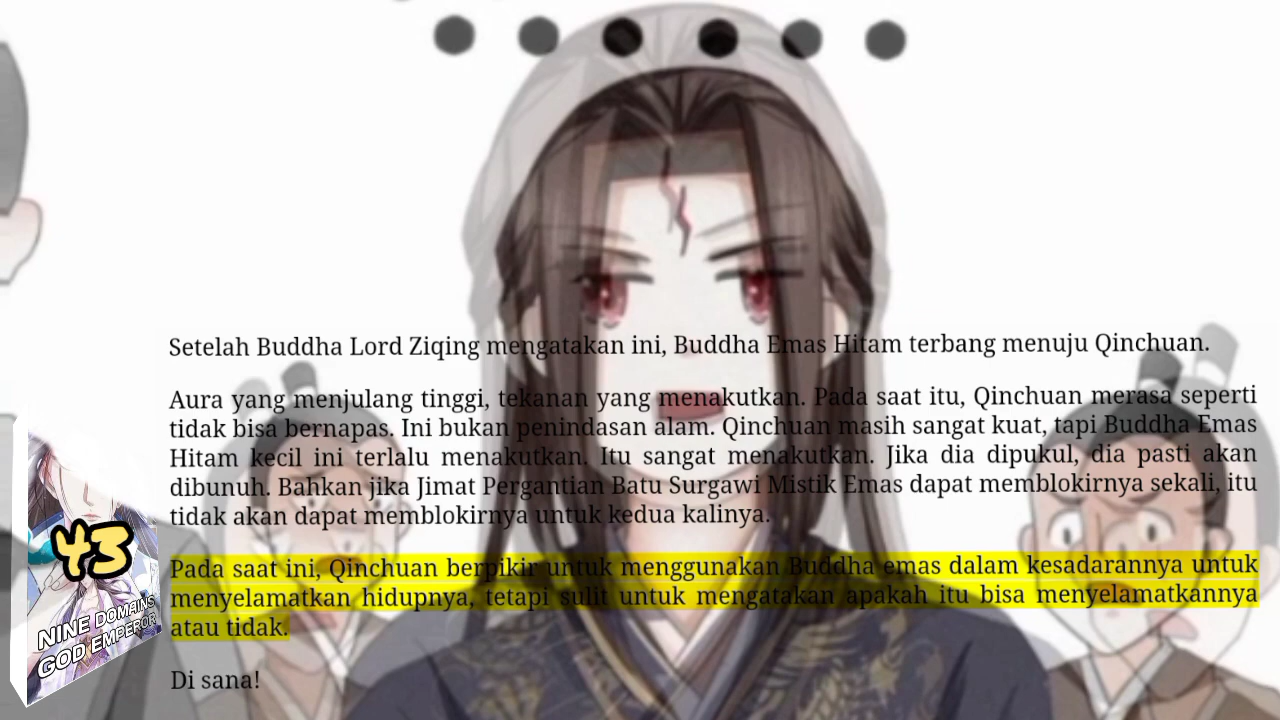 Setelah Buddha Lord Ziqing mengatakan ini, Buddha Emas Hitam terbang menuju Qinchuan.
Aura yang menjulang tinggi, tekanan yang menakutkan. Pada saat itu, Qinchuan merasa seperti
tidak bisa bernapas. Ini bukan penindasan alam. Qinchuan masih sangat kuat, tapi Buddha Emas
Hitam kecil ini terlalu menakutkan. Itu sangat menakutkan. Jika dia dipukul, dia pasti akan
dibunuh. Bahkan jika Jimat Pergantian Batu Surgawi Mistik Emas dapat memblokirnya sekali, itu
tidak akan dapat memblokirnya untuk kedua kalinya.
Pada saat ini, Qinchuan berpikir untuk menggunakan Buddha emas dalam kesadarannya untuk
menyelamatkan hidupnya, tetapi sulit untuk mengatakan apakah itu bisa menyelamatkannya
atau tidak.
Di sana!
43
NINE DOMAINS
GOD EMPEROR